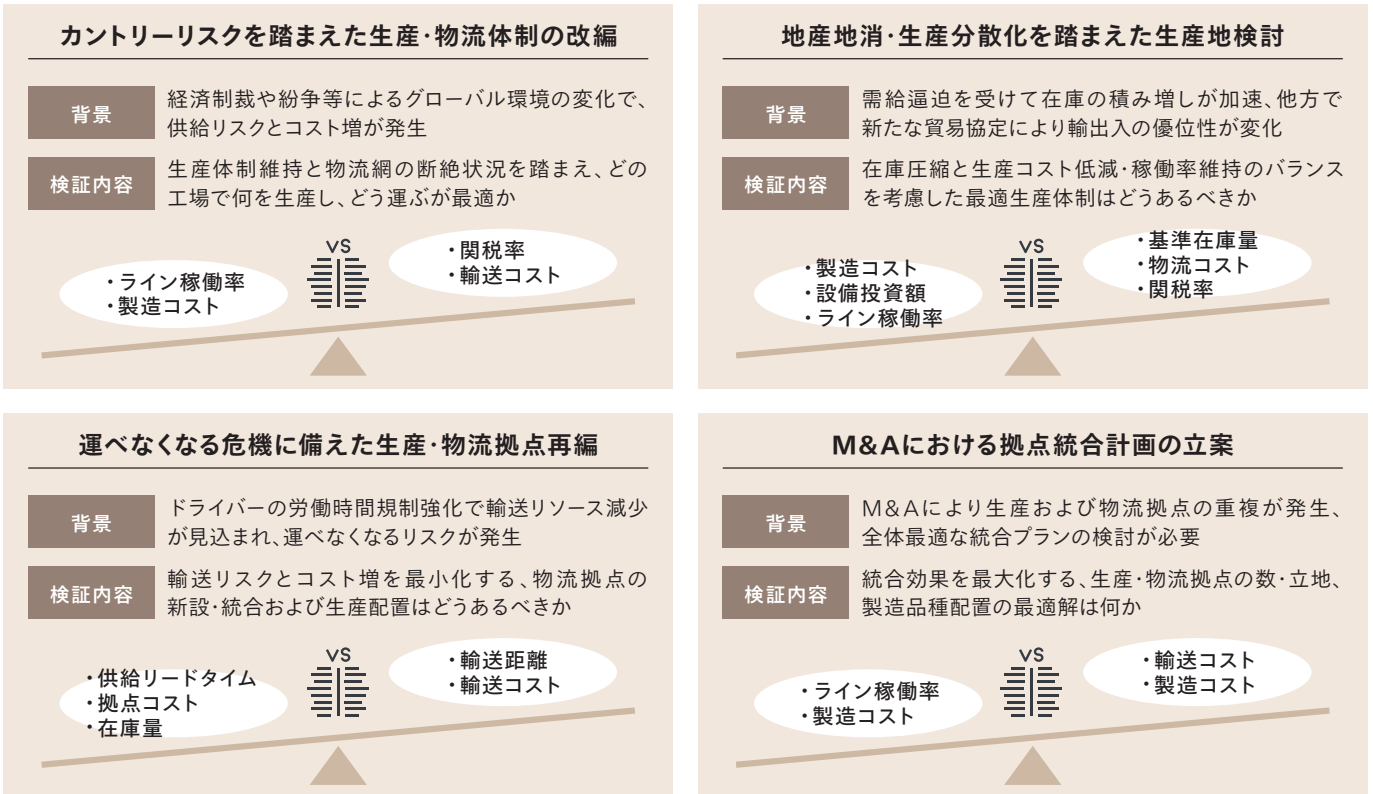 カントリーリスクを踏まえた生産・物流体制の改編
背景
経済制裁や紛争等によるグローバル環境の変化で、
供給リスクとコスト増が発生
検証内容
生産体制維持と物流網の断絶状況を踏まえ、どの
工場で何を生産し、どう運ぶが最適か
・ライン稼働率
・製造コスト
VS
・関税率
・輸送コスト
地産地消・生産分散化を踏まえた生産地検討
背景
需給逼迫を受けて在庫の積み増しが加速、他方で
新たな貿易協定により輸出入の優位性が変化
検証内容
在庫圧縮と生産コスト低減・稼働率維持のバランス
を考慮した最適生産体制はどうあるべきか
・製造コスト
・設備投資額
・ライン稼働率
VS
・基準在庫量
・物流コスト
・関税率
運べなくなる危機に備えた生産・物流拠点再編
背景
ドライバーの労働時間規制強化で輸送リソース減少
が見込まれ、運べなくなるリスクが発生
検証内容
輸送リスクとコスト増を最小化する、物流拠点の
新設・統合および生産配置はどうあるべきか
・供給リードタイム
・拠点コスト
・在庫量
VS
・輸送距離
・輸送コスト
M&Aにおける拠点統合計画の立案
背景
M&Aにより生産および物流拠点の重複が発生、
全体最適な統合プランの検討が必要
検証内容
統合効果を最大化する、生産・物流拠点の数・立地、
製造品種配置の最適解は何か
・ライン稼働率
・製造コスト
VS
・輸送コスト
・製造コスト